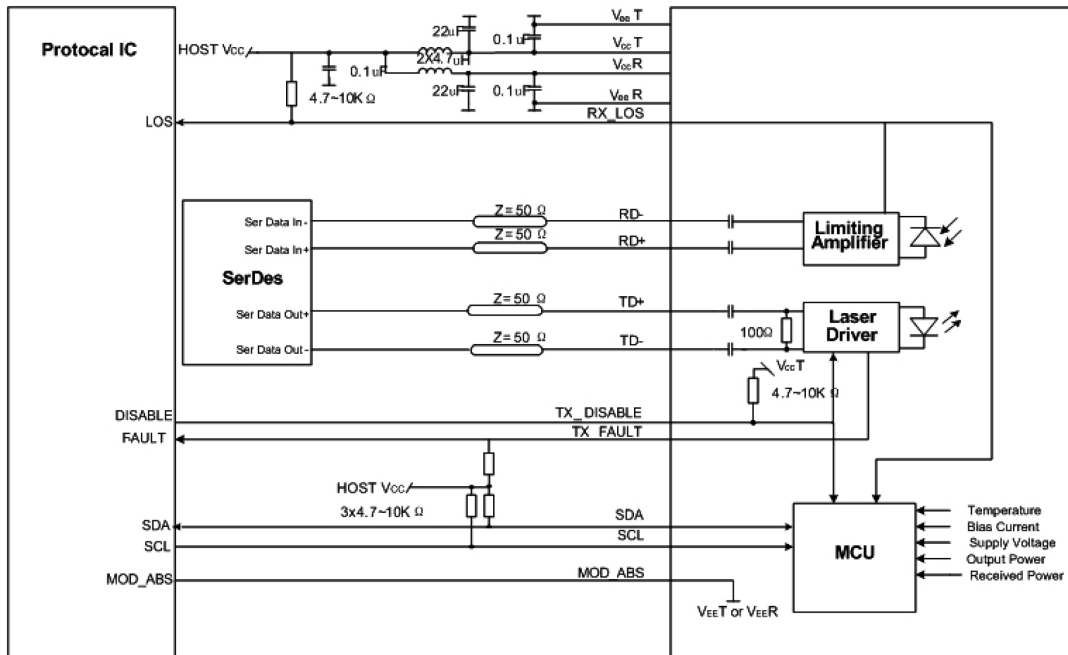 Protocal IC
HOST Vcc
22uF
0.1uF
VeeT
VccT
0.1uF
2X4.7uH
VccR
4.7~10K Ω
22uF
0.1uF
VeeR
LOS
RX_LOS
Z=50 Ω
Ser Data In-
RD-
Z=50 Ω
Ser Data In+
RD+
Limiting
Amplifier
SerDes
Z=50 Ω
Ser Data Out+
TD+
100Ω
Laser
Driver
Z=50 Ω
Ser Data Out-
TD-
VccT
4.7~10K Ω
DISABLE
TX_DISABLE
FAULT
TX_FAULT
HOST Vcc
3x4.7~10K Ω
SDA
SDA
SCL
SCL
MCU
Temperature
Bias Current
Supply Voltage
Output Power
Received Power
MOD_ABS
MOD_ABS
VEET or VEER